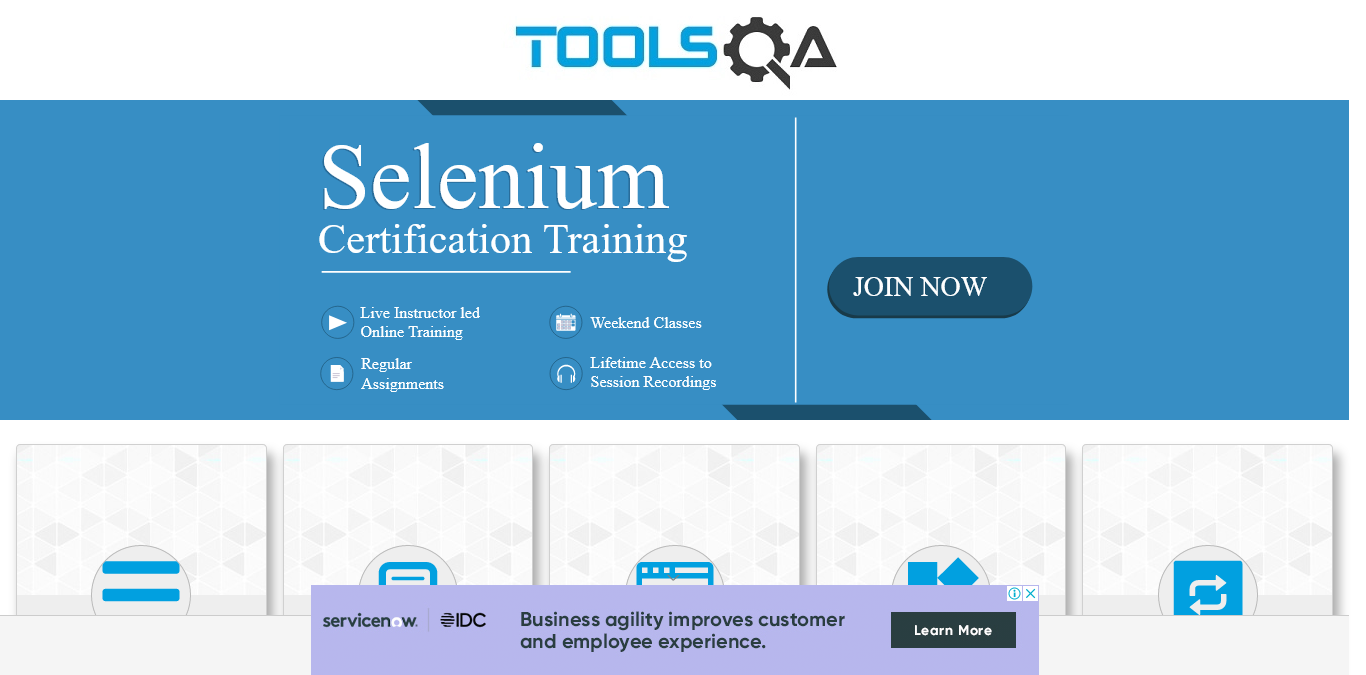 TOOLSQA
Selenium
Certification Training
JOIN NOW
Live Instructor led
Online Training
Weekend Classes
Regular
Assignments
Lifetime Access to
Session Recordings
servicenow.
IDC
Business agility improves customer
and employee experience.
Learn More